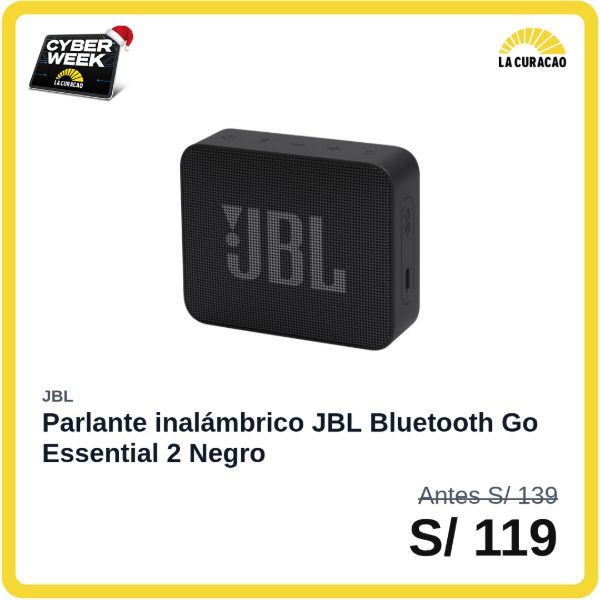 CYBER
WEEK
LA CURACAO
LA CURACAO
JBL
JBL
Parlante inalámbrico JBL Bluetooth Go
Essential 2 Negro
Antes S/ 139
S/ 119